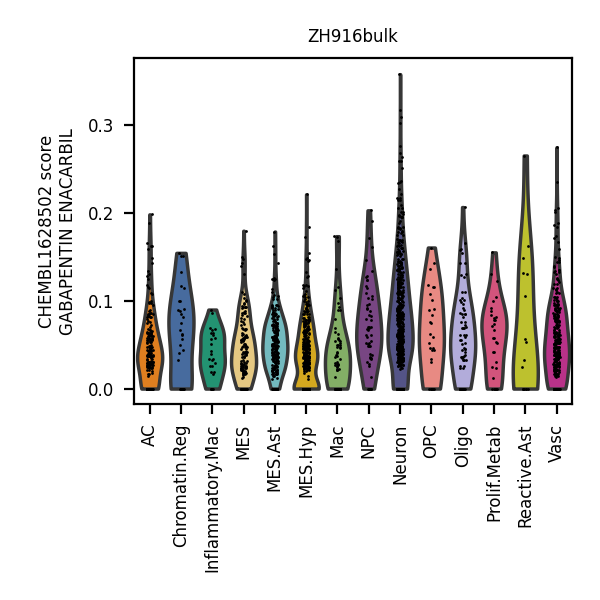 ZH916bulk
CHEMBL1628502 score
GABAPENTIN ENACARBIL
0.3
0.2
0.1
0.0
AC
Chromatin.Reg
Inflammatory.Mac
MES
MES.Ast
MES.Hyp
Mac
NPC
Neuron
OPC
Oligo
Prolif.Metab
Reactive.Ast
Vasc